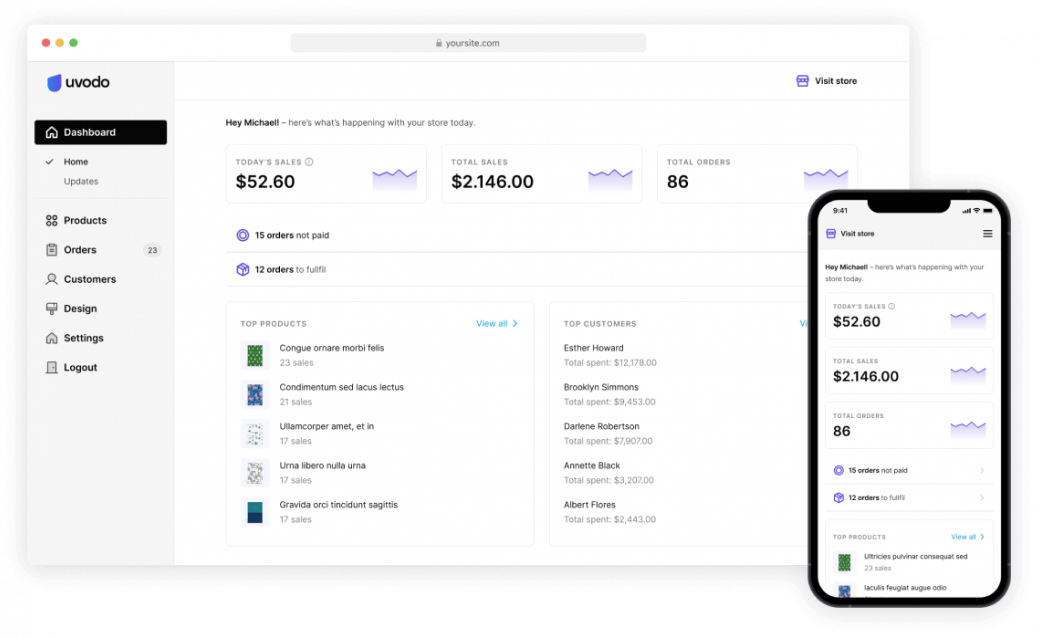 yoursite.com
uvodo
Visit store
Dashboard
Home
Updates
Products
Orders 23
Customers
Design
Settings
Logout
Hey Michael! – here's what's happening with your store today.
TODAY'S SALES
$52.60
TOTAL SALES
$2.146.00
TOTAL ORDERS
86
15 orders not paid
12 orders to fullfil
TOP PRODUCTS View all
Congue ornare morbi felis
23 sales
Condimentum sed lacus lectus
21 sales
Ullamcorper amet, et in
17 sales
Urna libero nulla urna
17 sales
Gravida orci tincidunt sagittis
17 sales
TOP CUSTOMERS Vi
Esther Howard
Total spent: $12,178.00
Brooklyn Simmons
Total spent: $9,453.00
Darlene Robertson
Total spent: $7,907.00
Annette Black
Total spent: $3,207.00
Albert Flores
Total spent: $2,443.00
9:41
Visit store
Hey Michael! – here's what's happening with your
store today.
TODAY'S SALES
$52.60
TOTAL SALES
$2.146.00
TOTAL ORDERS
86
15 orders not paid
12 orders to fullfil
TOP PRODUCTS View all
Ultricies pulvinar consequat sed
23 sales
Iaculis feugiat augue odio